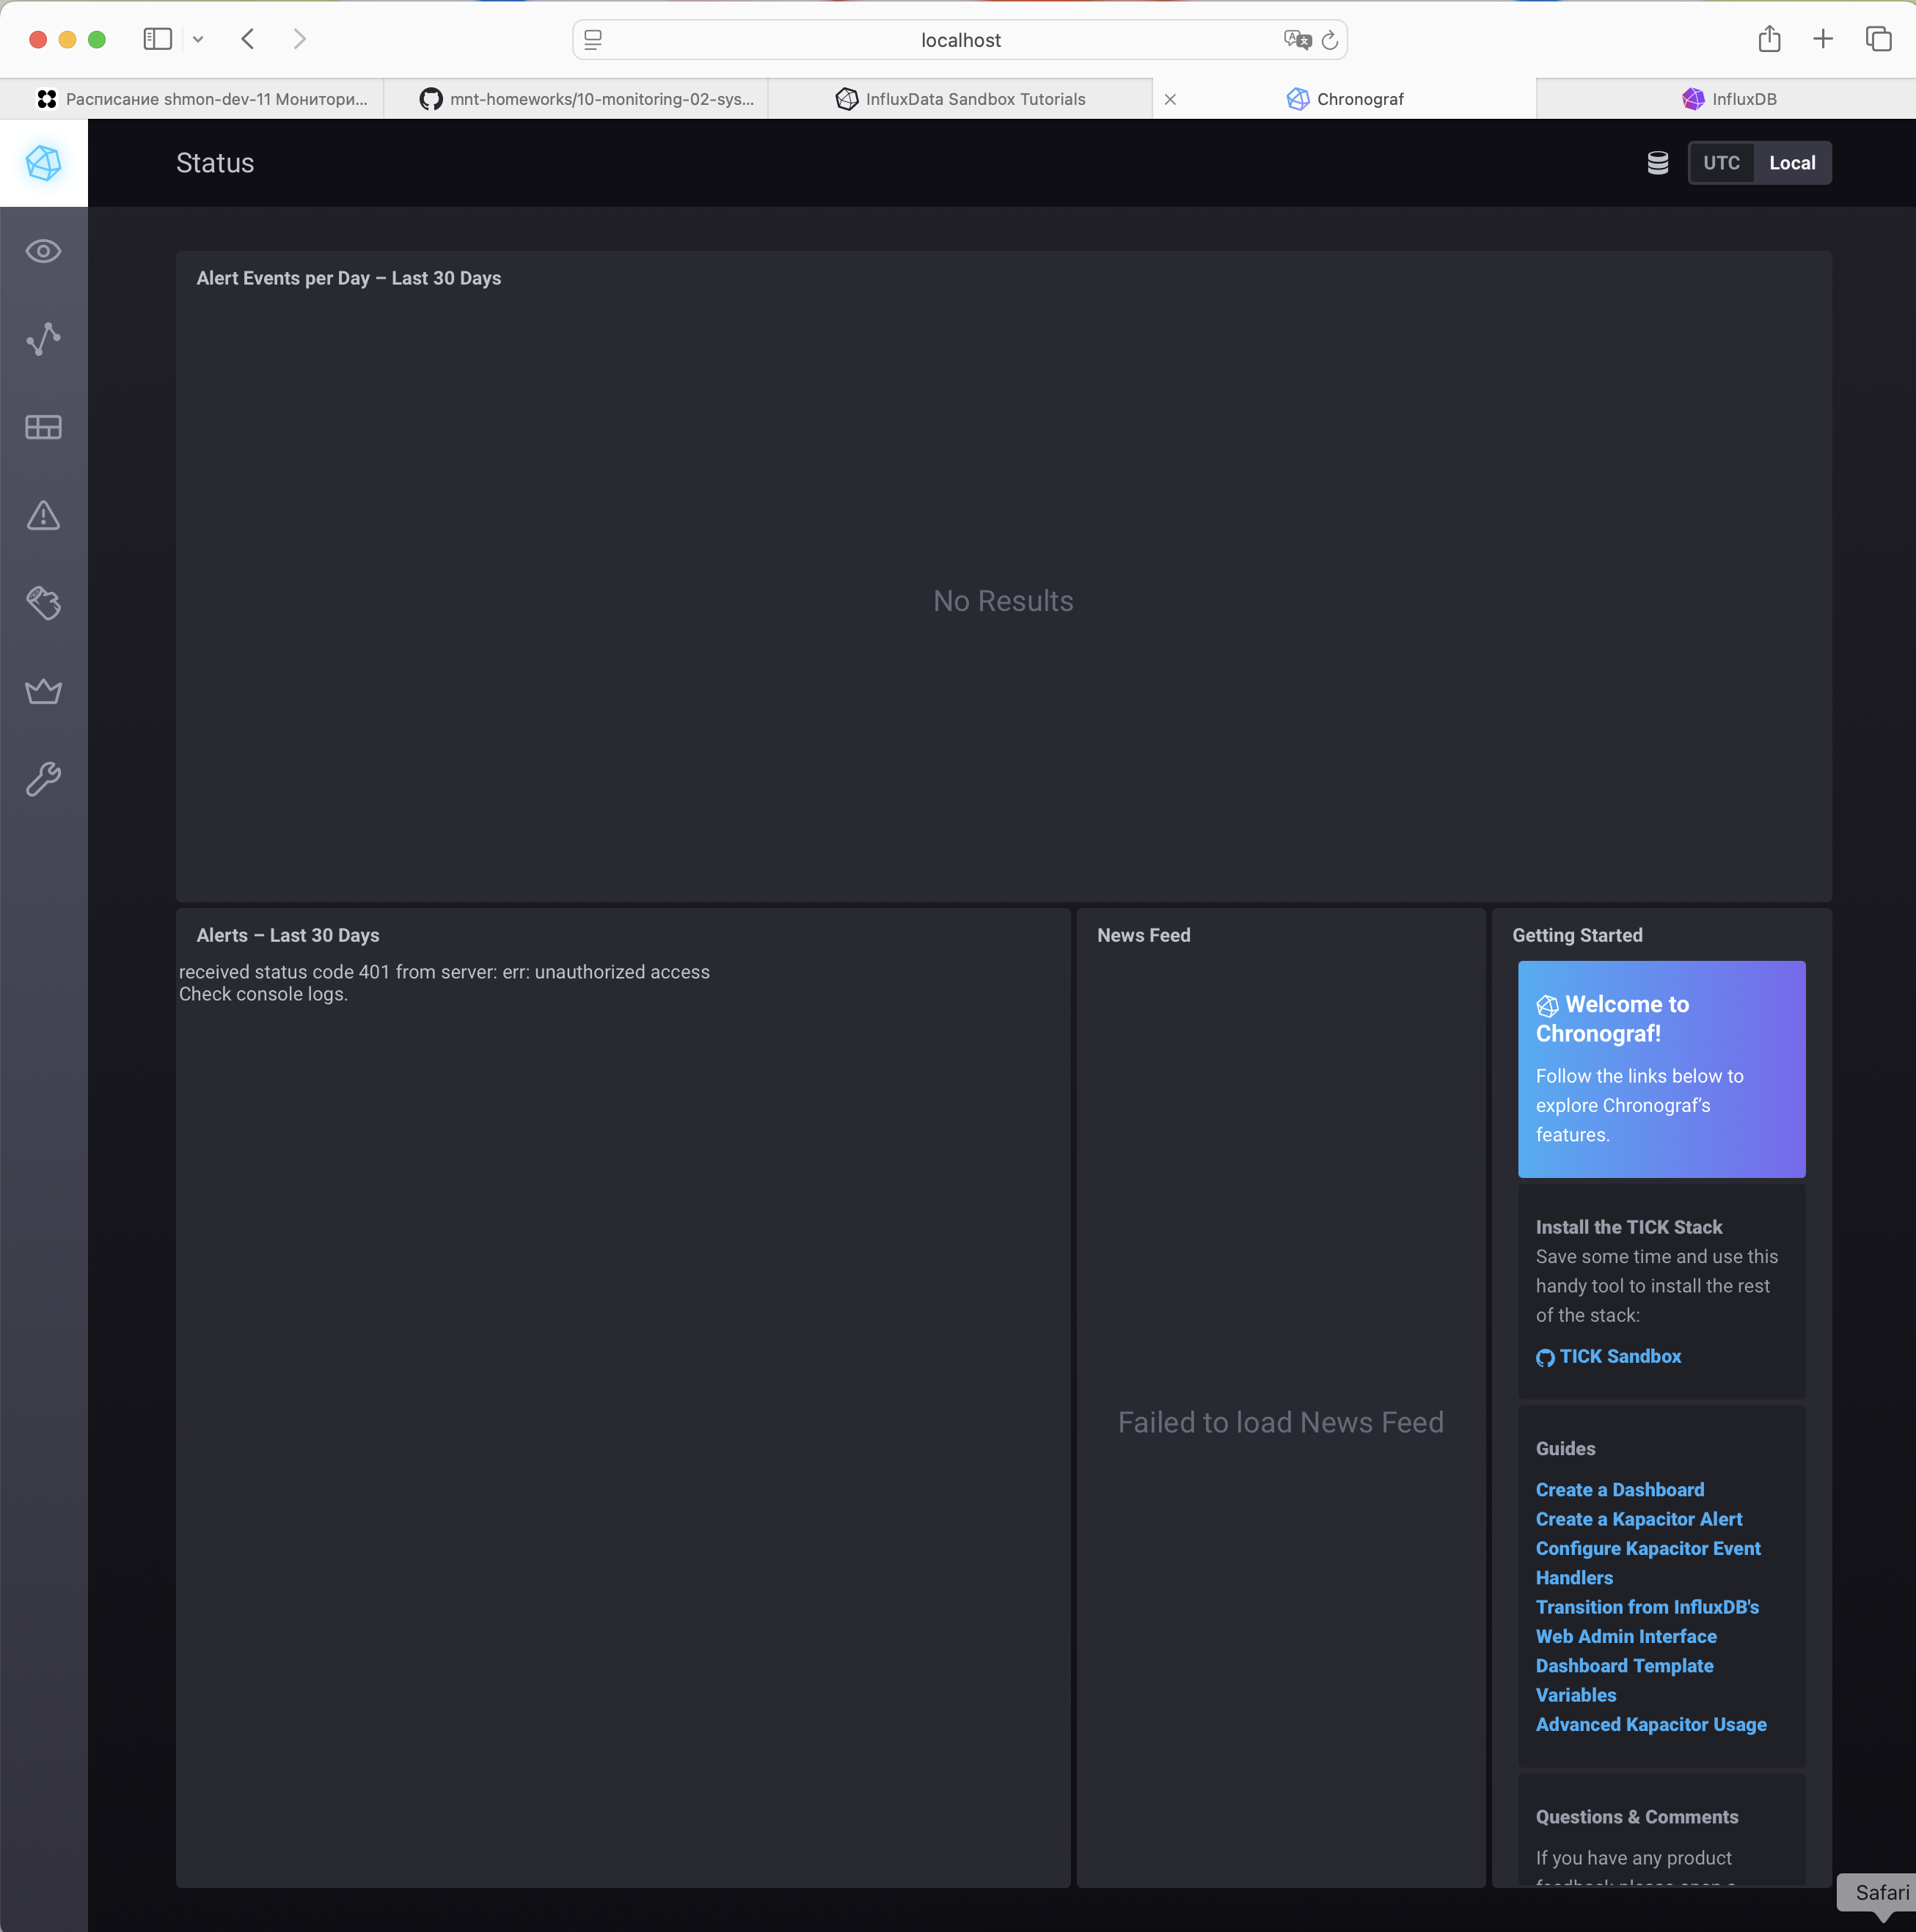 localhost
Расписание shmon-dev-11 Монитори...
mnt-homeworks/10-monitoring-02-sys...
InfluxData Sandbox Tutorials
Chronograf
InfluxDB
Status
UTC
Local
Alert Events per Day – Last 30 Days
No Results
Alerts – Last 30 Days
received status code 401 from server: err: unauthorized access
Check console logs.
News Feed
Failed to load News Feed
Getting Started
Welcome to
Chronograf!
Follow the links below to
explore Chronograf’s
features.
Install the TICK Stack
Save some time and use this
handy tool to install the rest
of the stack:
TICK Sandbox
Guides
Create a Dashboard
Create a Kapacitor Alert
Configure Kapacitor Event
Handlers
Transition from InfluxDB's
Web Admin Interface
Dashboard Template
Variables
Advanced Kapacitor Usage
Questions & Comments
If you have any product
Safari